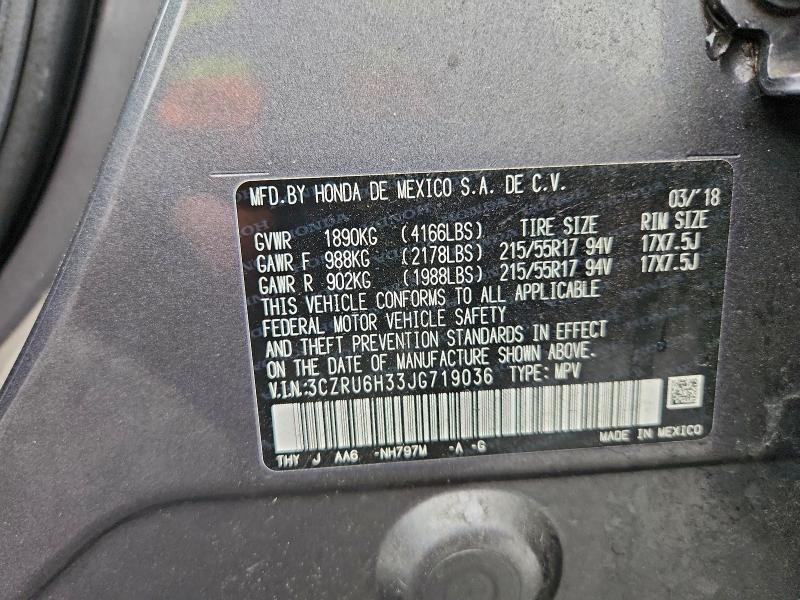 MFD.BY HONDA DE MEXICO S.A. DE C.V. 03/'18
GVWR 1890KG (4166LBS) TIRE SIZE RIM SIZE
GAWR F 988KG (2178LBS) 215/55R17 94V 17X7.5J
GAWR R 902KG (1988LBS) 215/55R17 94V 17X7.5J
THIS VEHICLE CONFORMS TO ALL APPLICABLE
FEDERAL MOTOR VEHICLE SAFETY
AND THEFT PREVENTION STANDARDS IN EFFECT
ON THE DATE OF MANUFACTURE SHOWN ABOVE.
V.I.N.:3CZRU6H33JG719036 TYPE: MPV
THY J AA6 -NH797M -A -G MADE IN MEXICO